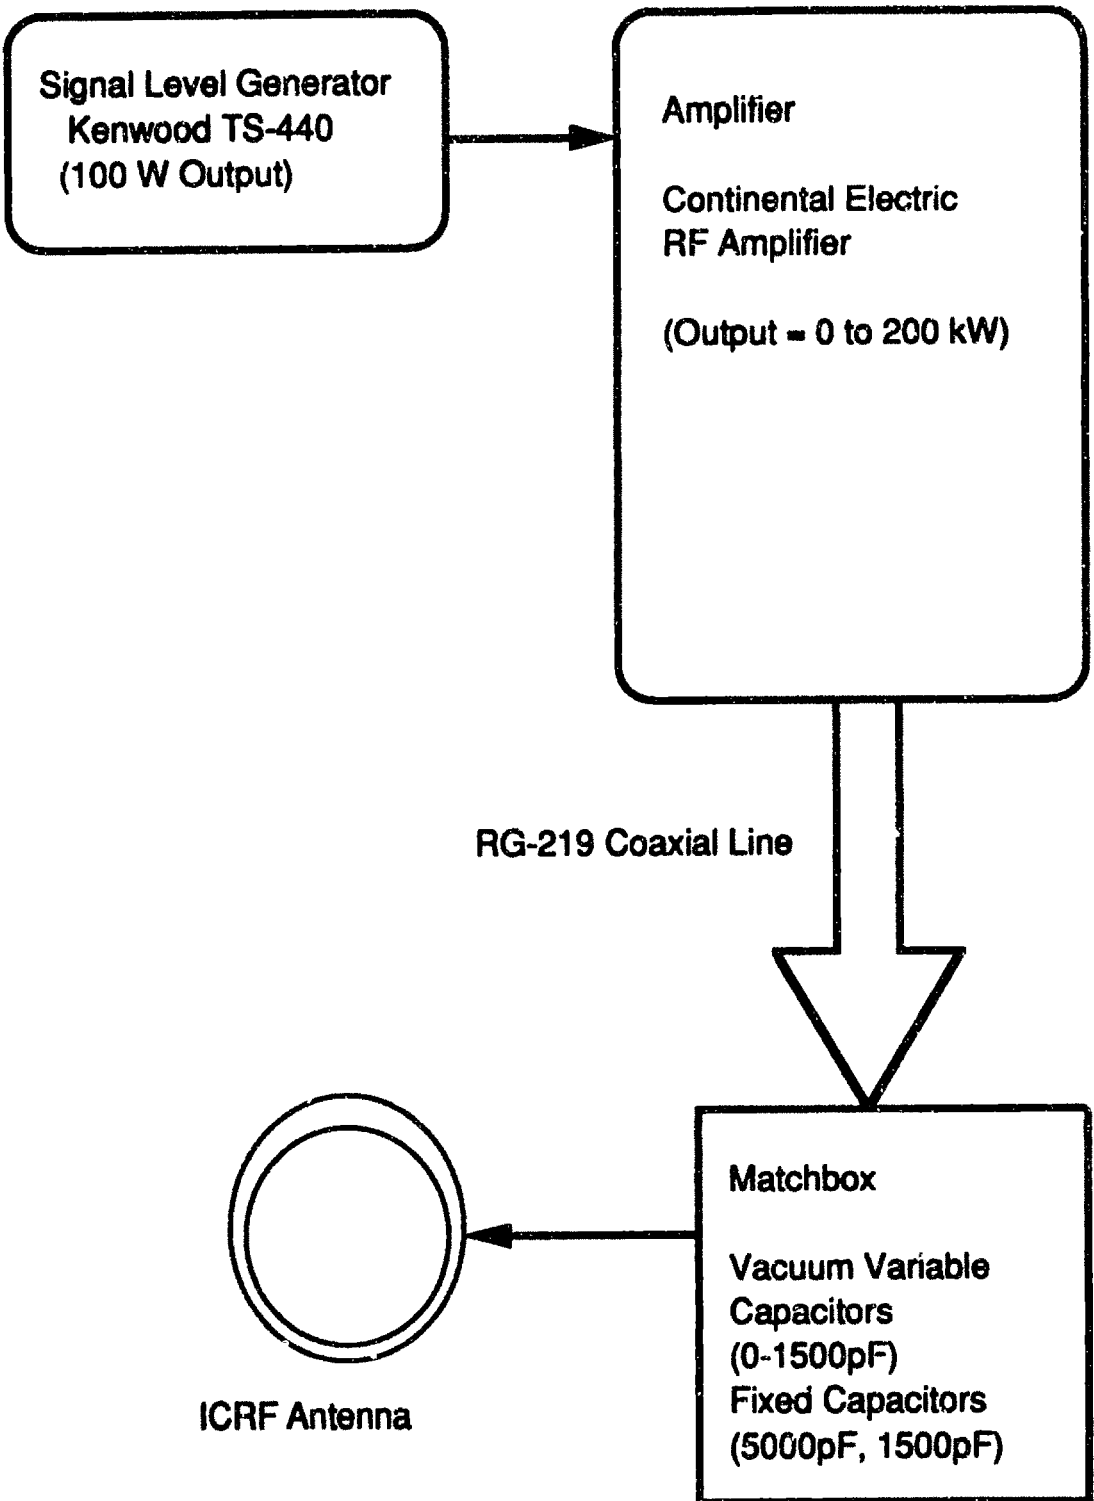 Signal Level Generator
Kenwood TS-440
(100 W Output)
Amplifier
Continental Electric
RF Amplifier
(Output = 0 to 200 kW)
RG-219 Coaxial Line
Matchbox
Vacuum Variable
Capacitors
(0-1500pF)
Fixed Capacitors
(5000pF, 1500pF)
ICRF Antenna